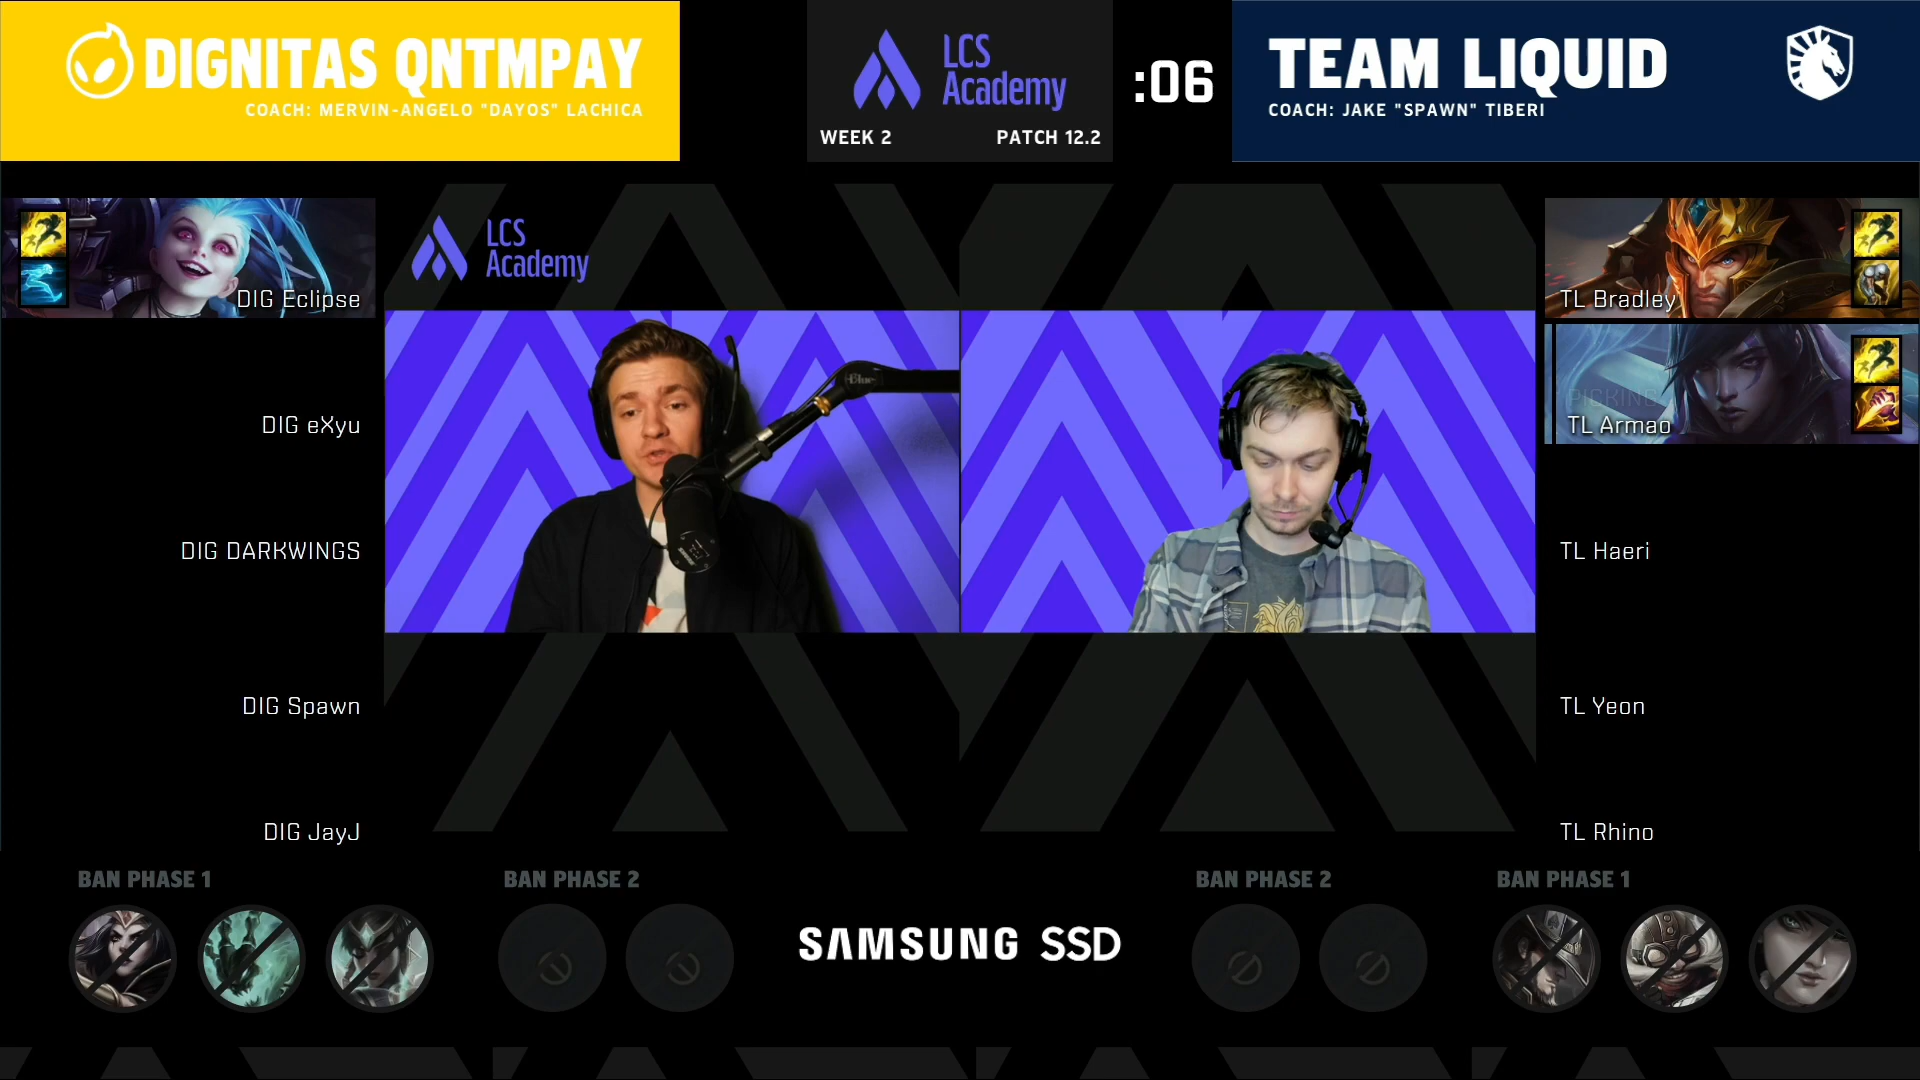 DIGNITAS QNTMPAY
COACH: MERVIN-ANGELO "DAYOS" LACHICA
LCS
Academy
WEEK 2
PATCH 12.2
:06
TEAM LIQUID
COACH: JAKE "SPAWN" TIBERI
DIG Eclipse
DIG eXyu
DIG DARKWINGS
DIG Spawn
DIG JayJ
LCS
Academy
Blue
TL Bradley
PICKING
TL Armao
TL Haeri
TL Yeon
TL Rhino
BAN PHASE 1
BAN PHASE 2
SAMSUNG SSD
BAN PHASE 2
BAN PHASE 1